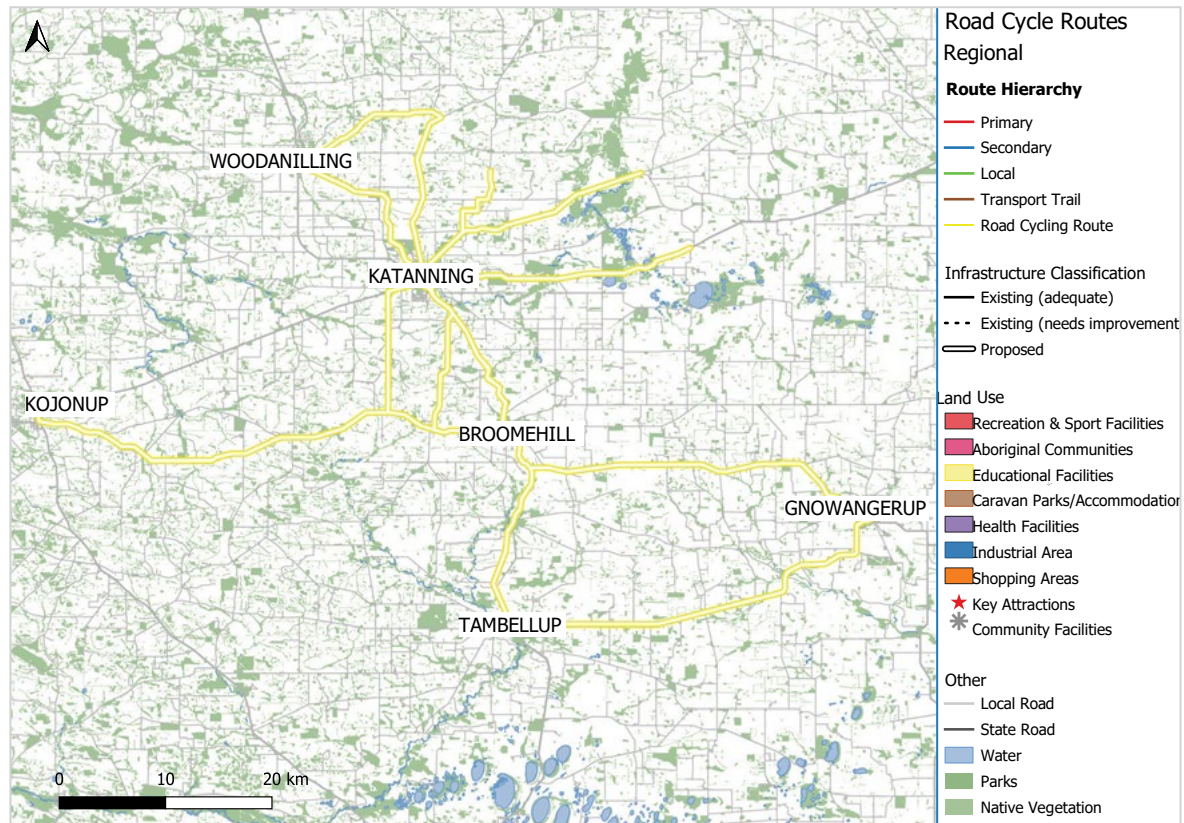 Road Cycle Routes
Regional
Route Hierarchy
Primary
Secondary
Local
Transport Trail
Road Cycling Route
Infrastructure Classification
Existing (adequate)
Existing (needs improvement
Proposed
Land Use
Recreation & Sport Facilities
Aboriginal Communities
Educational Facilities
Caravan Parks/Accommodation
Health Facilities
Industrial Area
Shopping Areas
Key Attractions
Community Facilities
Other
Local Road
State Road
Water
Parks
Native Vegetation
WOODANILLING
KATANNING
KOJONUP
BROOMEHILL
GNOWANGERUP
TAMBELLUP
0 10 20 km